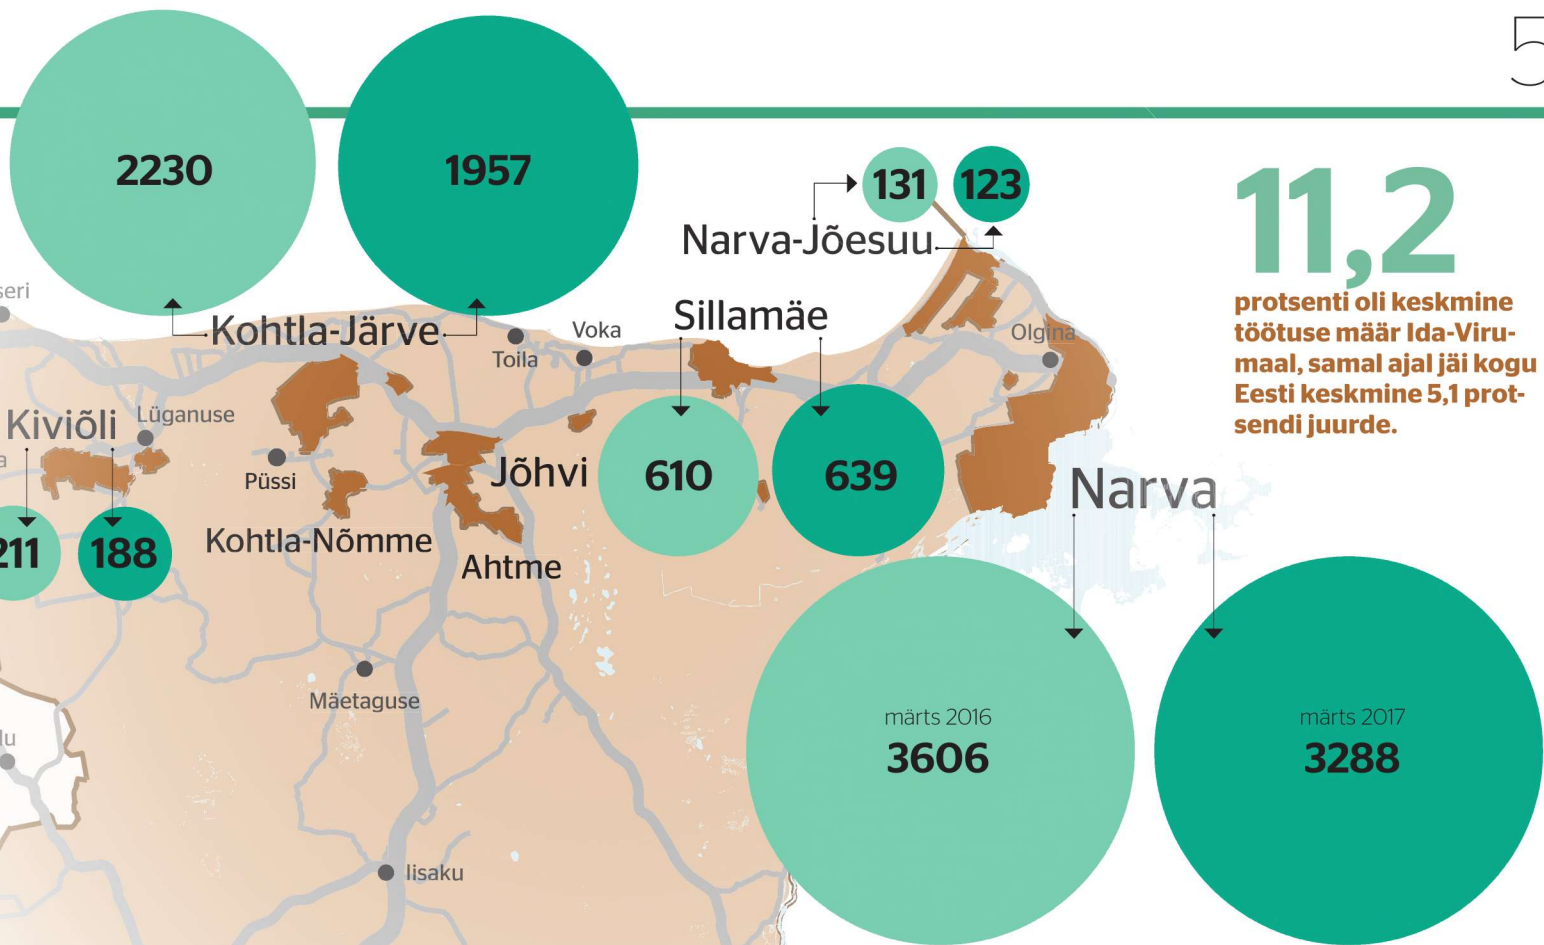 5
2230
1957
131
123
11,2
Narva-Jõesuu
protsenti oli keskmine
töötuse määr Ida-Viru-
maal, samal ajal jäi kogu
Eesti keskmine 5,1 prot-
sendi juurde.
Kohtla-Järve
Sillamäe
Voka
Toila
Olgina
Kiviõli
Lüganuse
Püssi
Jõhvi
610
639
Narva
211
188
Kohtla-Nõmme
Ahtme
Mäetaguse
märts 2016
3606
märts 2017
3288
Iisaku